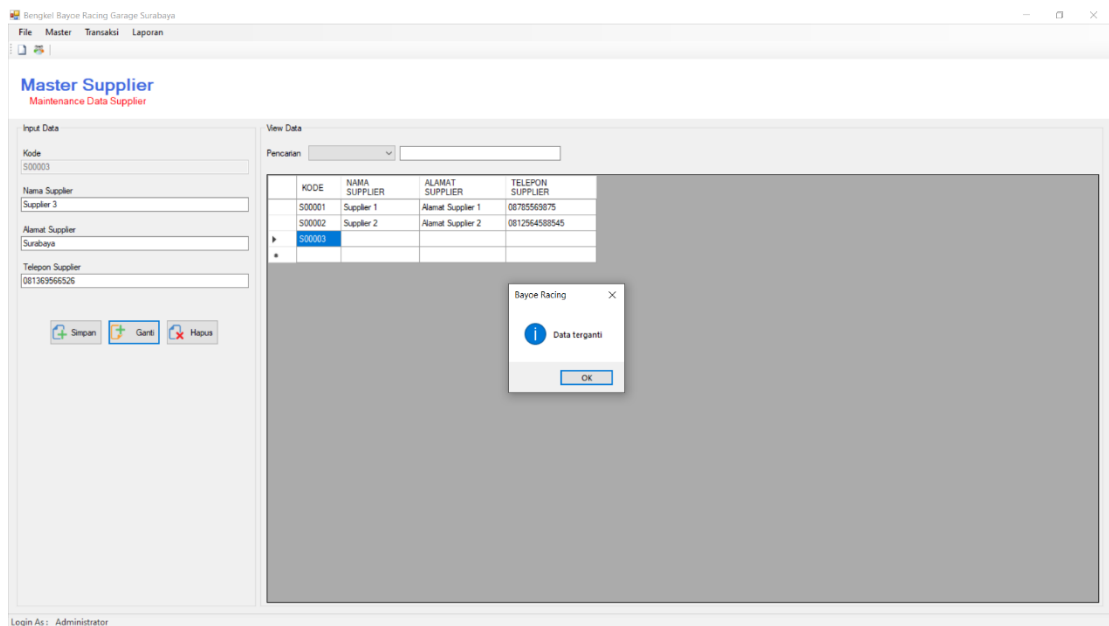 Bengkel Bayoe Racing Garage Surabaya
File Master Transaksi Laporan
Master Supplier
Maintenance Data Supplier
Input Data
Kode
S00003
Nama Supplier
Supplier 3
Alamat Supplier
Surabaya
Telepon Supplier
081369566526
Simpan Ganti Hapus
View Data
Pencarian
KODE NAMA SUPPLIER ALAMAT SUPPLIER TELEPON SUPPLIER
S00001 Supplier 1 Alamat Supplier 1 08785569875
S00002 Supplier 2 Alamat Supplier 2 0812564588545
S00003
Bayoe Racing
Data terganti
OK
Login As : Administrator